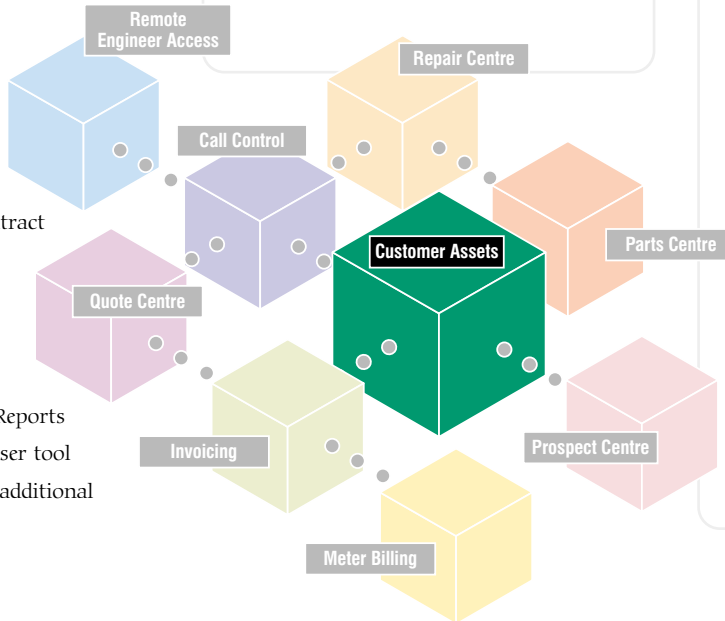 Remote
Engineer Access
Repair Centre
Call Control
tract
Parts Centre
Customer Assets
Quote Centre
Reports
ser tool
additional
Invoicing
Prospect Centre
Meter Billing